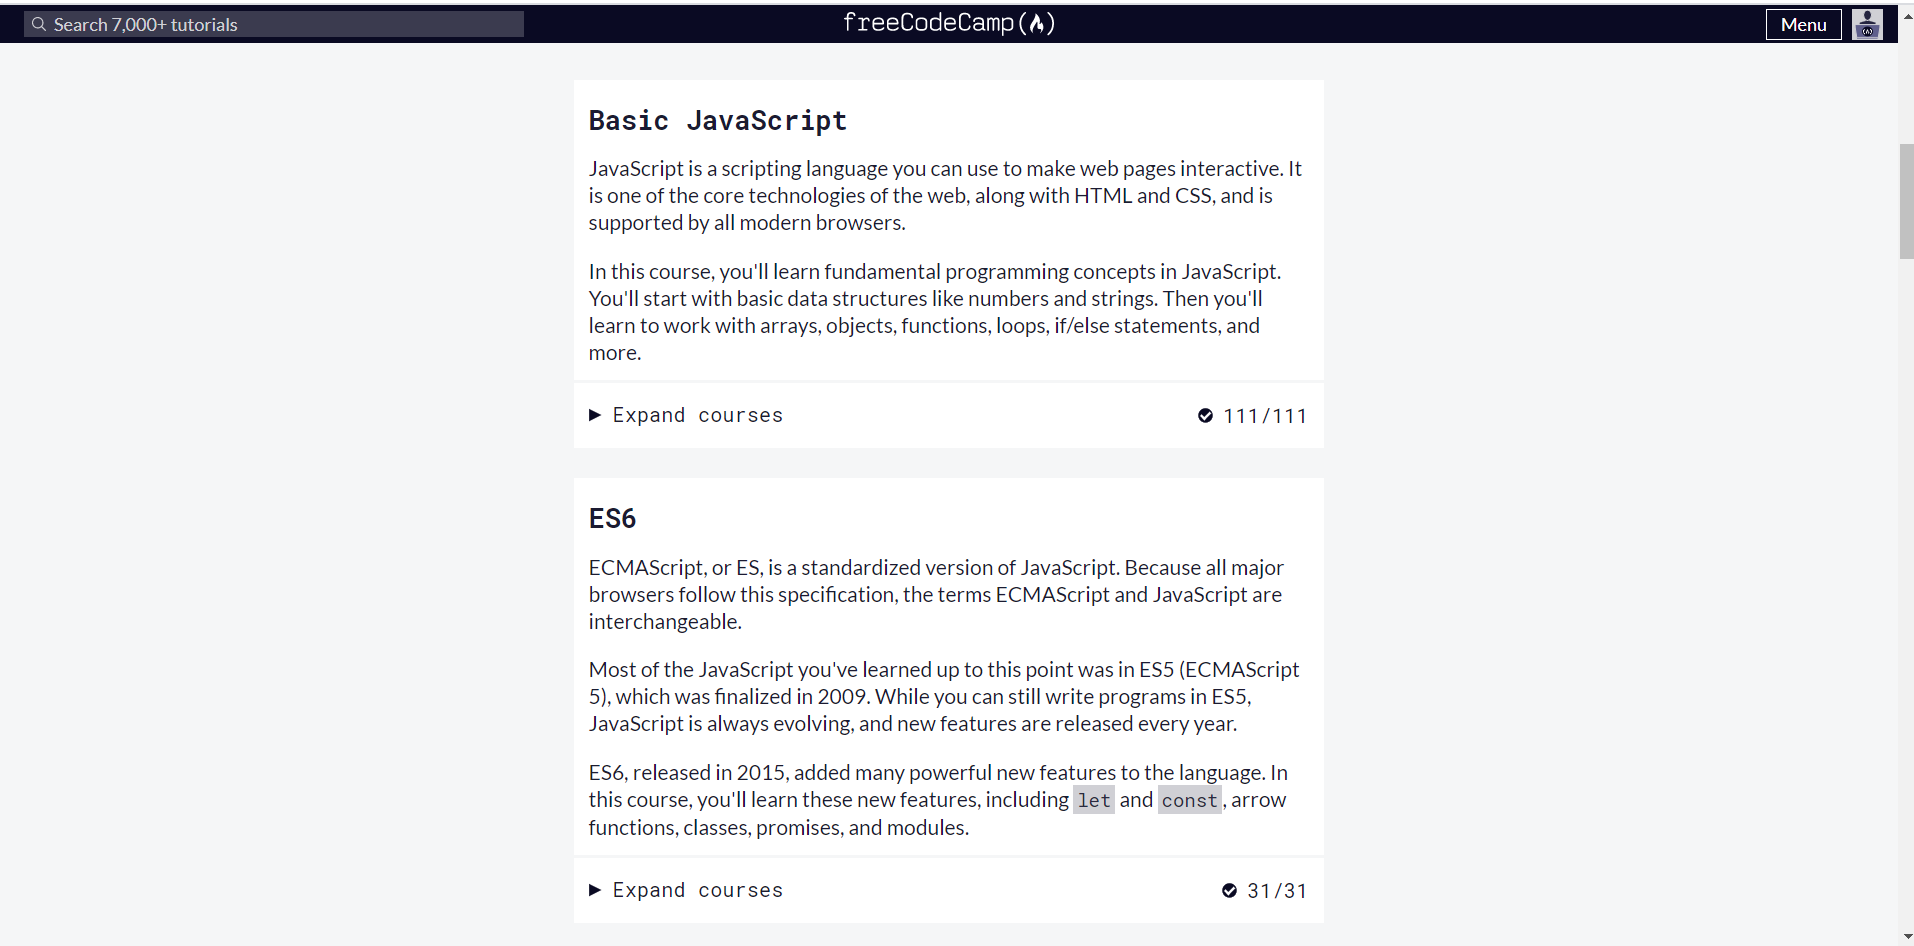 Search 7,000+ tutorials
freeCodeCamp
Menu
Basic JavaScript
JavaScript is a scripting language you can use to make web pages interactive. It
is one of the core technologies of the web, along with HTML and CSS, and is
supported by all modern browsers.
In this course, you'll learn fundamental programming concepts in JavaScript.
You'll start with basic data structures like numbers and strings. Then you'll
learn to work with arrays, objects, functions, loops, if/else statements, and
more.
Expand courses 111/111
ES6
ECMAScript, or ES, is a standardized version of JavaScript. Because all major
browsers follow this specification, the terms ECMAScript and JavaScript are
interchangeable.
Most of the JavaScript you've learned up to this point was in ES5 (ECMAScript
5), which was finalized in 2009. While you can still write programs in ES5,
JavaScript is always evolving, and new features are released every year.
ES6, released in 2015, added many powerful new features to the language. In
this course, you'll learn these new features, including let and const, arrow
functions, classes, promises, and modules.
Expand courses 31/31